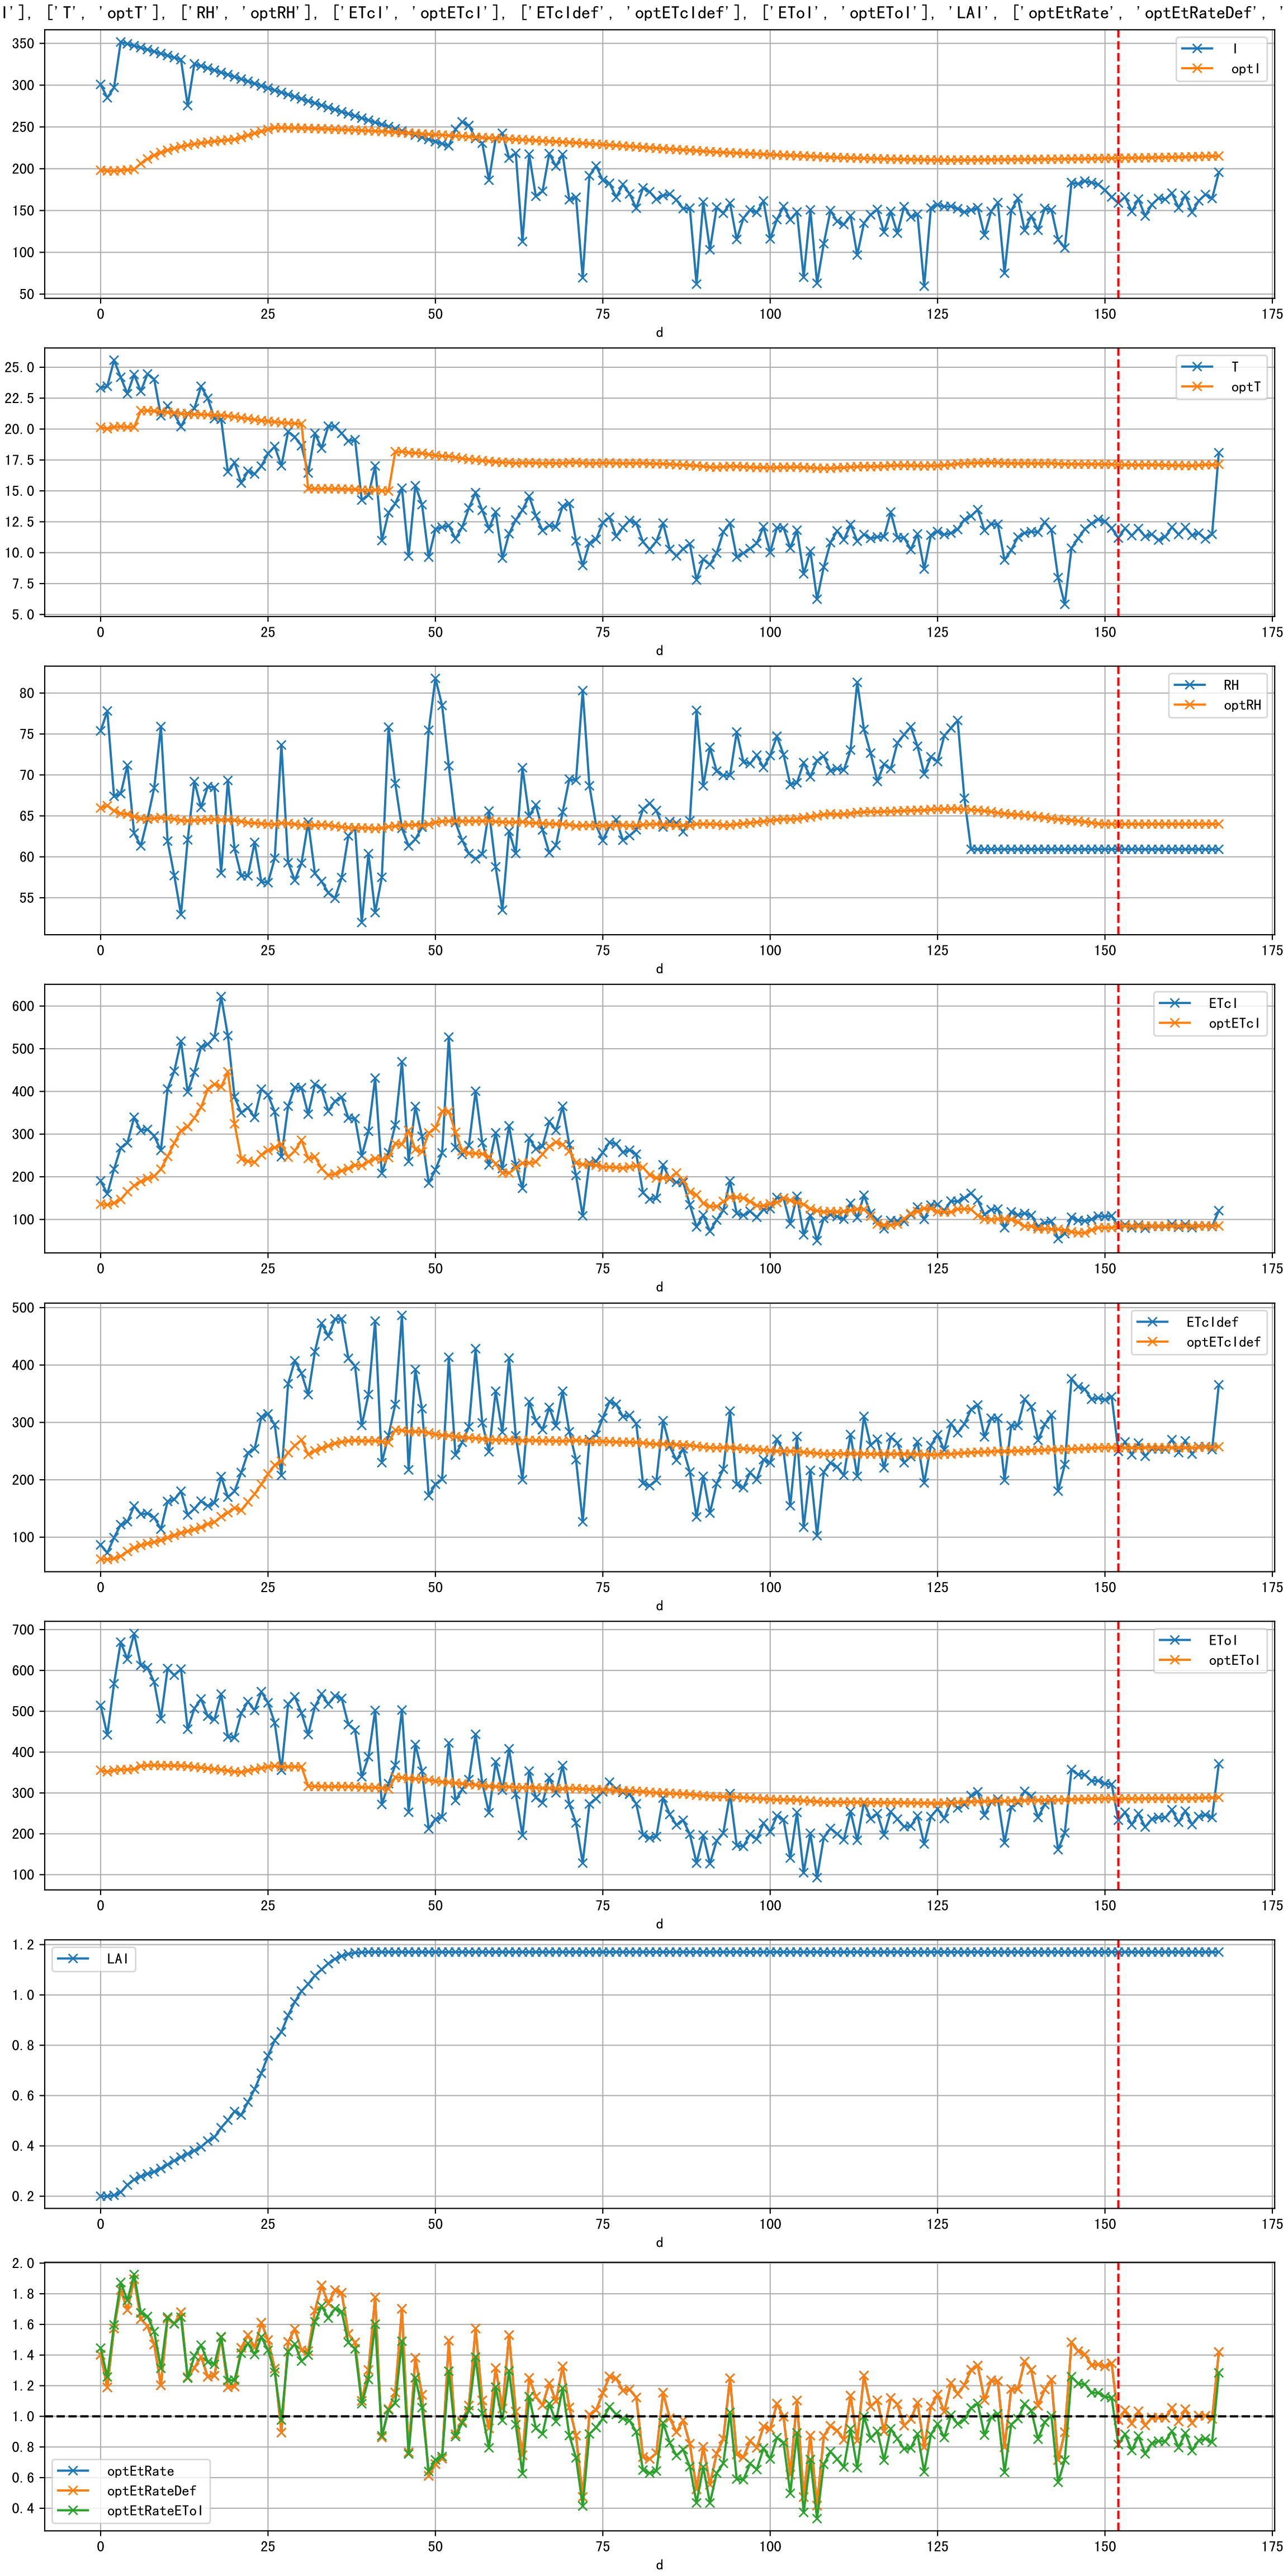 I'], ['T', 'optT'], ['RH', 'optRH'], ['ETcI', 'optETcI'], ['ETcIdef', 'optETcIdef'], ['EToI', 'optEToI'], 'LAI', ['optEtRate', 'optEtRateDef', '
350
300
250
200
150
100
50
I
optI
0 25 50 75 100 125 150 175
d
25.0
22.5
20.0
17.5
15.0
12.5
10.0
7.5
5.0
T
optT
0 25 50 75 100 125 150 175
d
80
75
70
65
60
55
RH
optRH
0 25 50 75 100 125 150 175
d
600
500
400
300
200
100
ETcI
optETcI
0 25 50 75 100 125 150 175
d
500
400
300
200
100
ETcIdef
optETcIdef
0 25 50 75 100 125 150 175
d
700
600
500
400
300
200
100
EToI
optEToI
0 25 50 75 100 125 150 175
d
1.2
1.0
0.8
0.6
0.4
0.2
LAI
0 25 50 75 100 125 150 175
d
2.0
1.8
1.6
1.4
1.2
1.0
0.8
0.6
0.4
optEtRate
optEtRateDef
optEtRateEToI
0 25 50 75 100 125 150 175
d